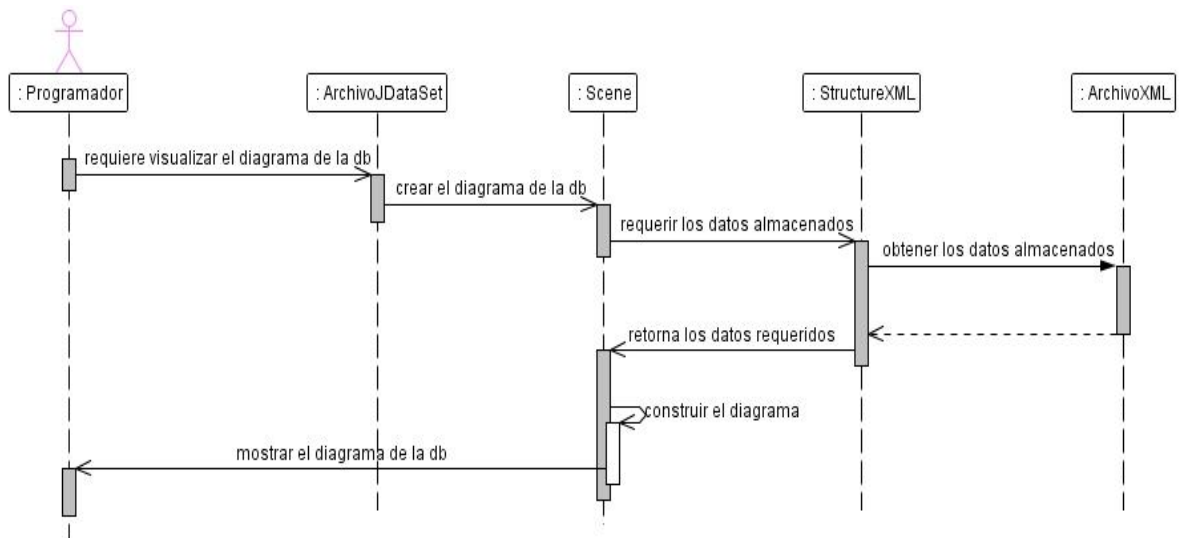 : Programador
: ArchivoJDataSet
: Scene
: StructureXML
: ArchivoXML
requiere visualizar el diagrama de la db
crear el diagrama de la db
requerir los datos almacenados
obtener los datos almacenados
retorna los datos requeridos
construir el diagrama
mostrar el diagrama de la db